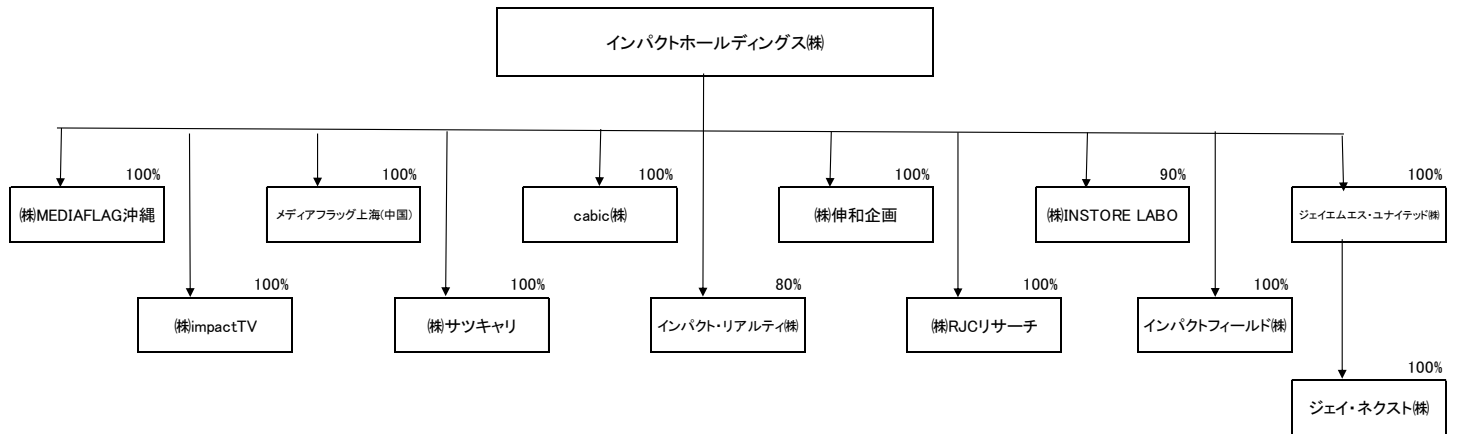 インパクトホールディングス㈱
100%
㈱MEDIAFLAG沖縄
100%
メディアフラッグ上海(中国)
100%
cabic㈱
100%
㈱伸和企画
90%
㈱INSTORE LABO
100%
ジェイエムエス・ユナイテッド㈱
100%
㈱impactTV
100%
㈱サツキャリ
80%
インパクト・リアルティ㈱
100%
㈱RJCリサーチ
100%
インパクトフィールド㈱
100%
ジェイ・ネクスト㈱